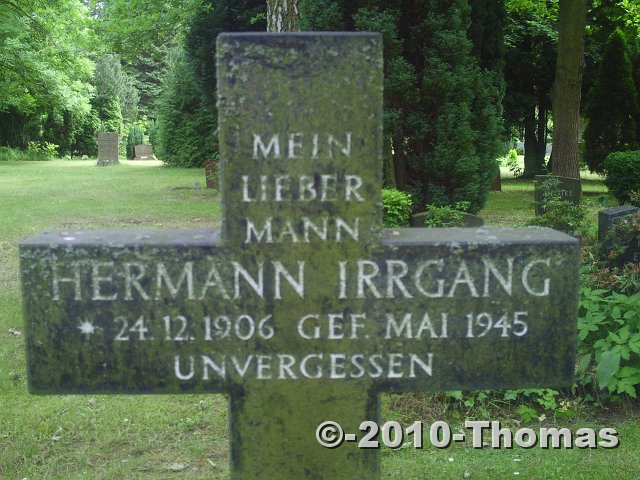 MEIN
LIEBER
MANN
HERMANN IRRGANG
* 24.12.1906 GEF. MAI 1945
UNVERGESSEN
©-2010-Thomas